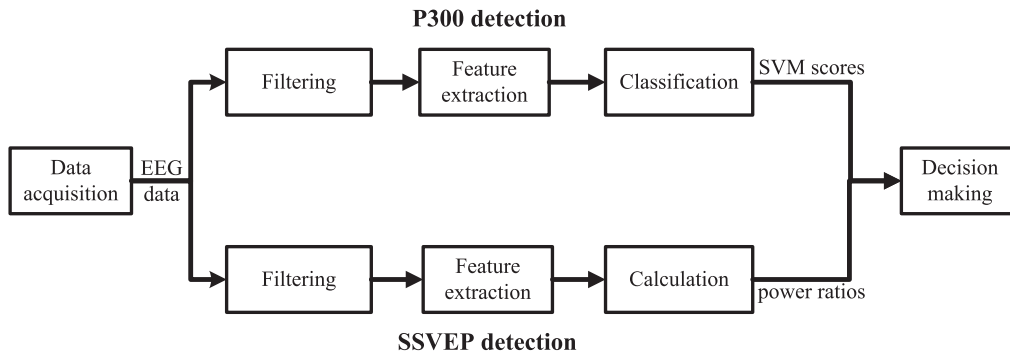 P300 detection
Filtering
Feature
extraction
Classification
SVM scores
Data
acquisition
EEG
data
Decision
making
Filtering
Feature
extraction
Calculation
power ratios
SSVEP detection